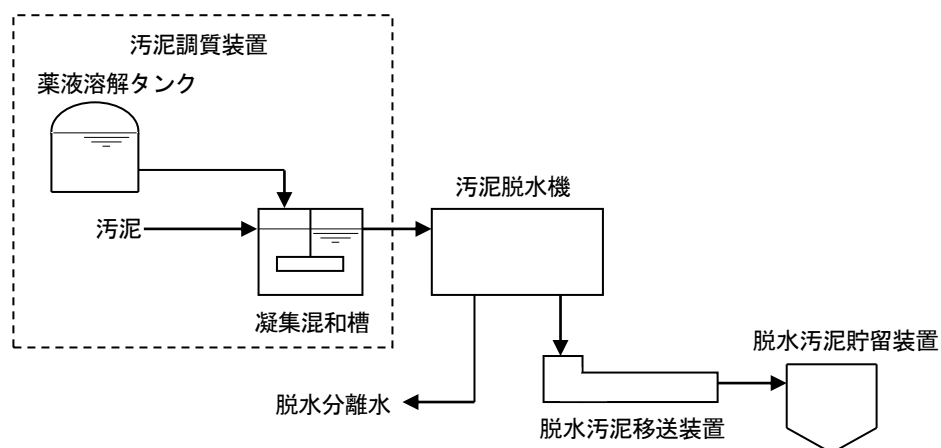 汚泥調質装置
薬液溶解タンク
汚泥脱水機
汚泥
凝集混和槽
脱水汚泥貯留装置
脱水分離水
脱水汚泥移送装置